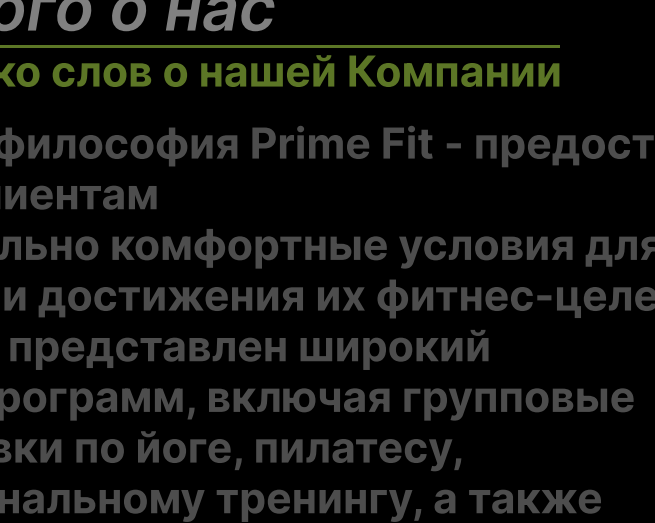 ого о нас
ко слов о нашей Компании
философия Prime Fit - предост
лиентам
льно комфортные условия для
и достижения их фитнес-целе
представлен широкий
рограмм, включая групповые
вки по йоге, пилатесу,
нальному тренингу, а также